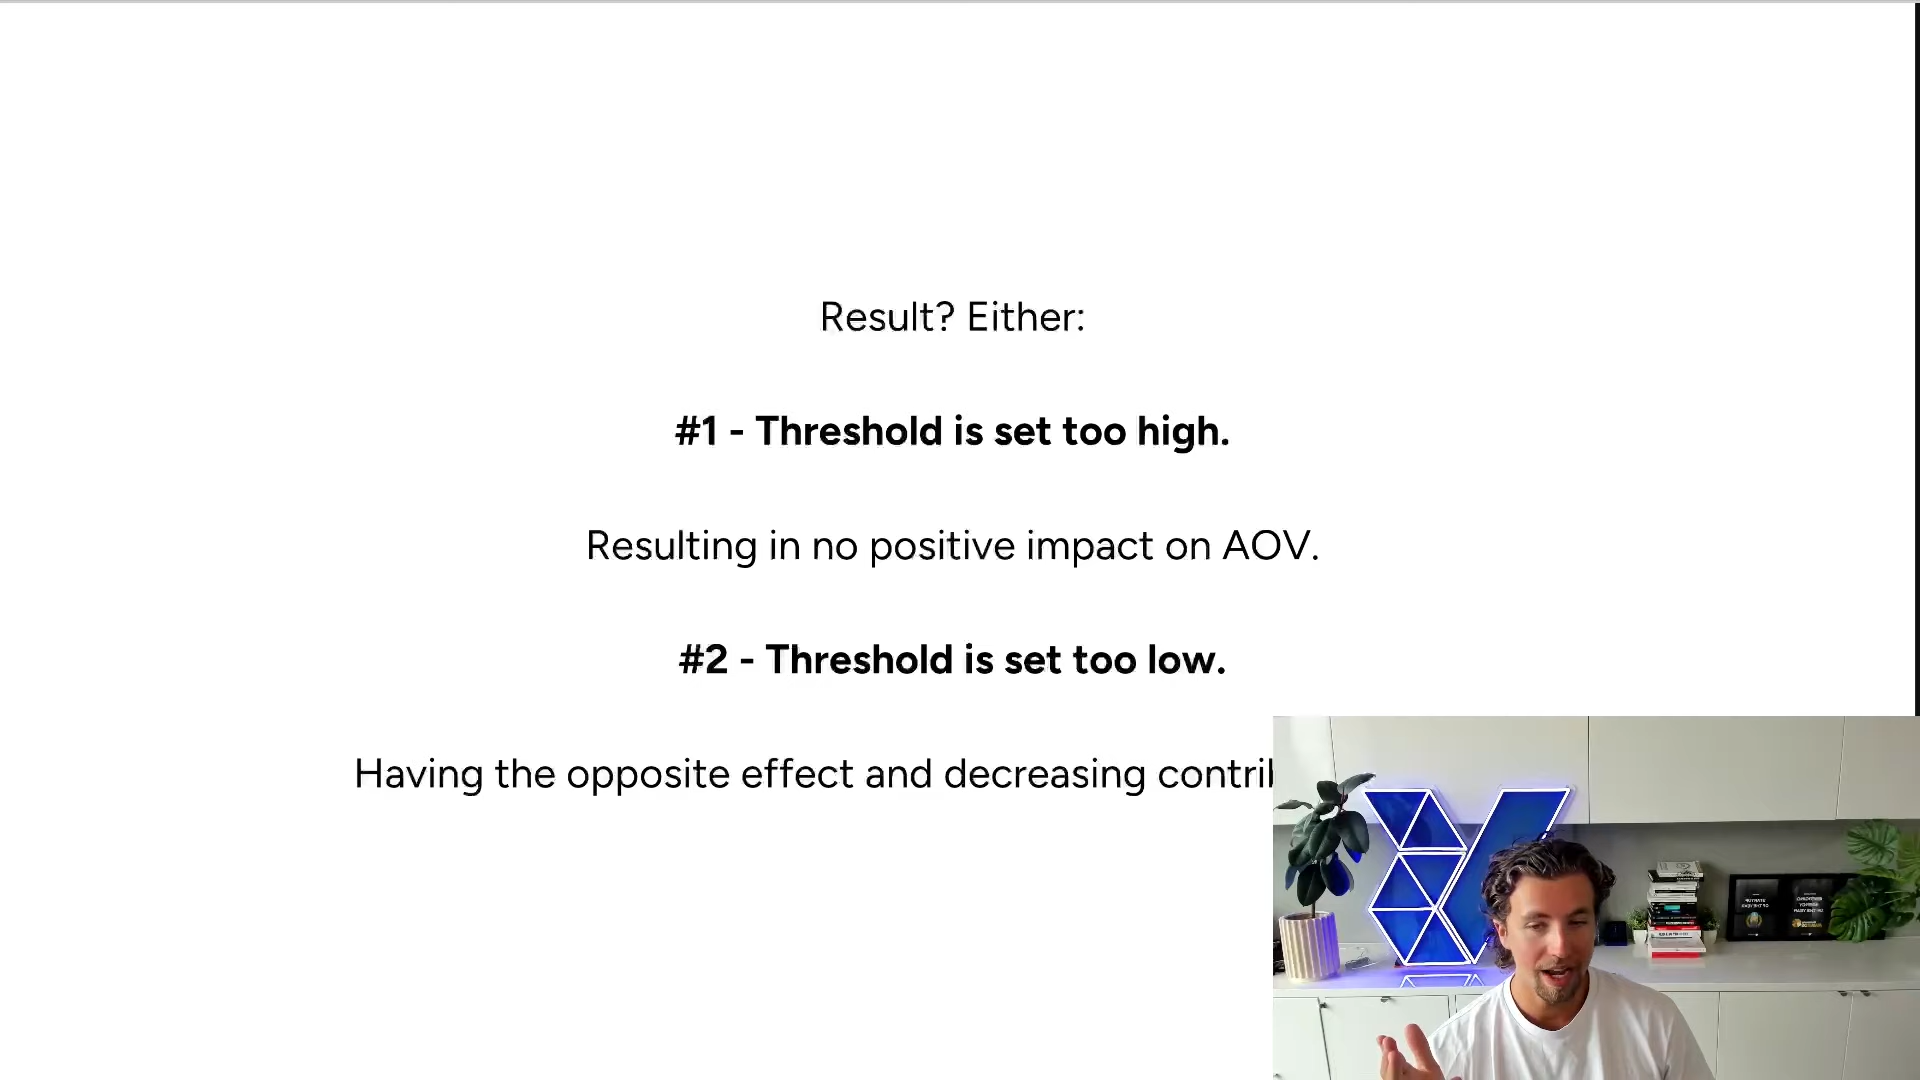 Result? Either:
#1 - Threshold is set too high.
Resulting in no positive impact on AOV.
#2 - Threshold is set too low.
Having the opposite effect and decreasing